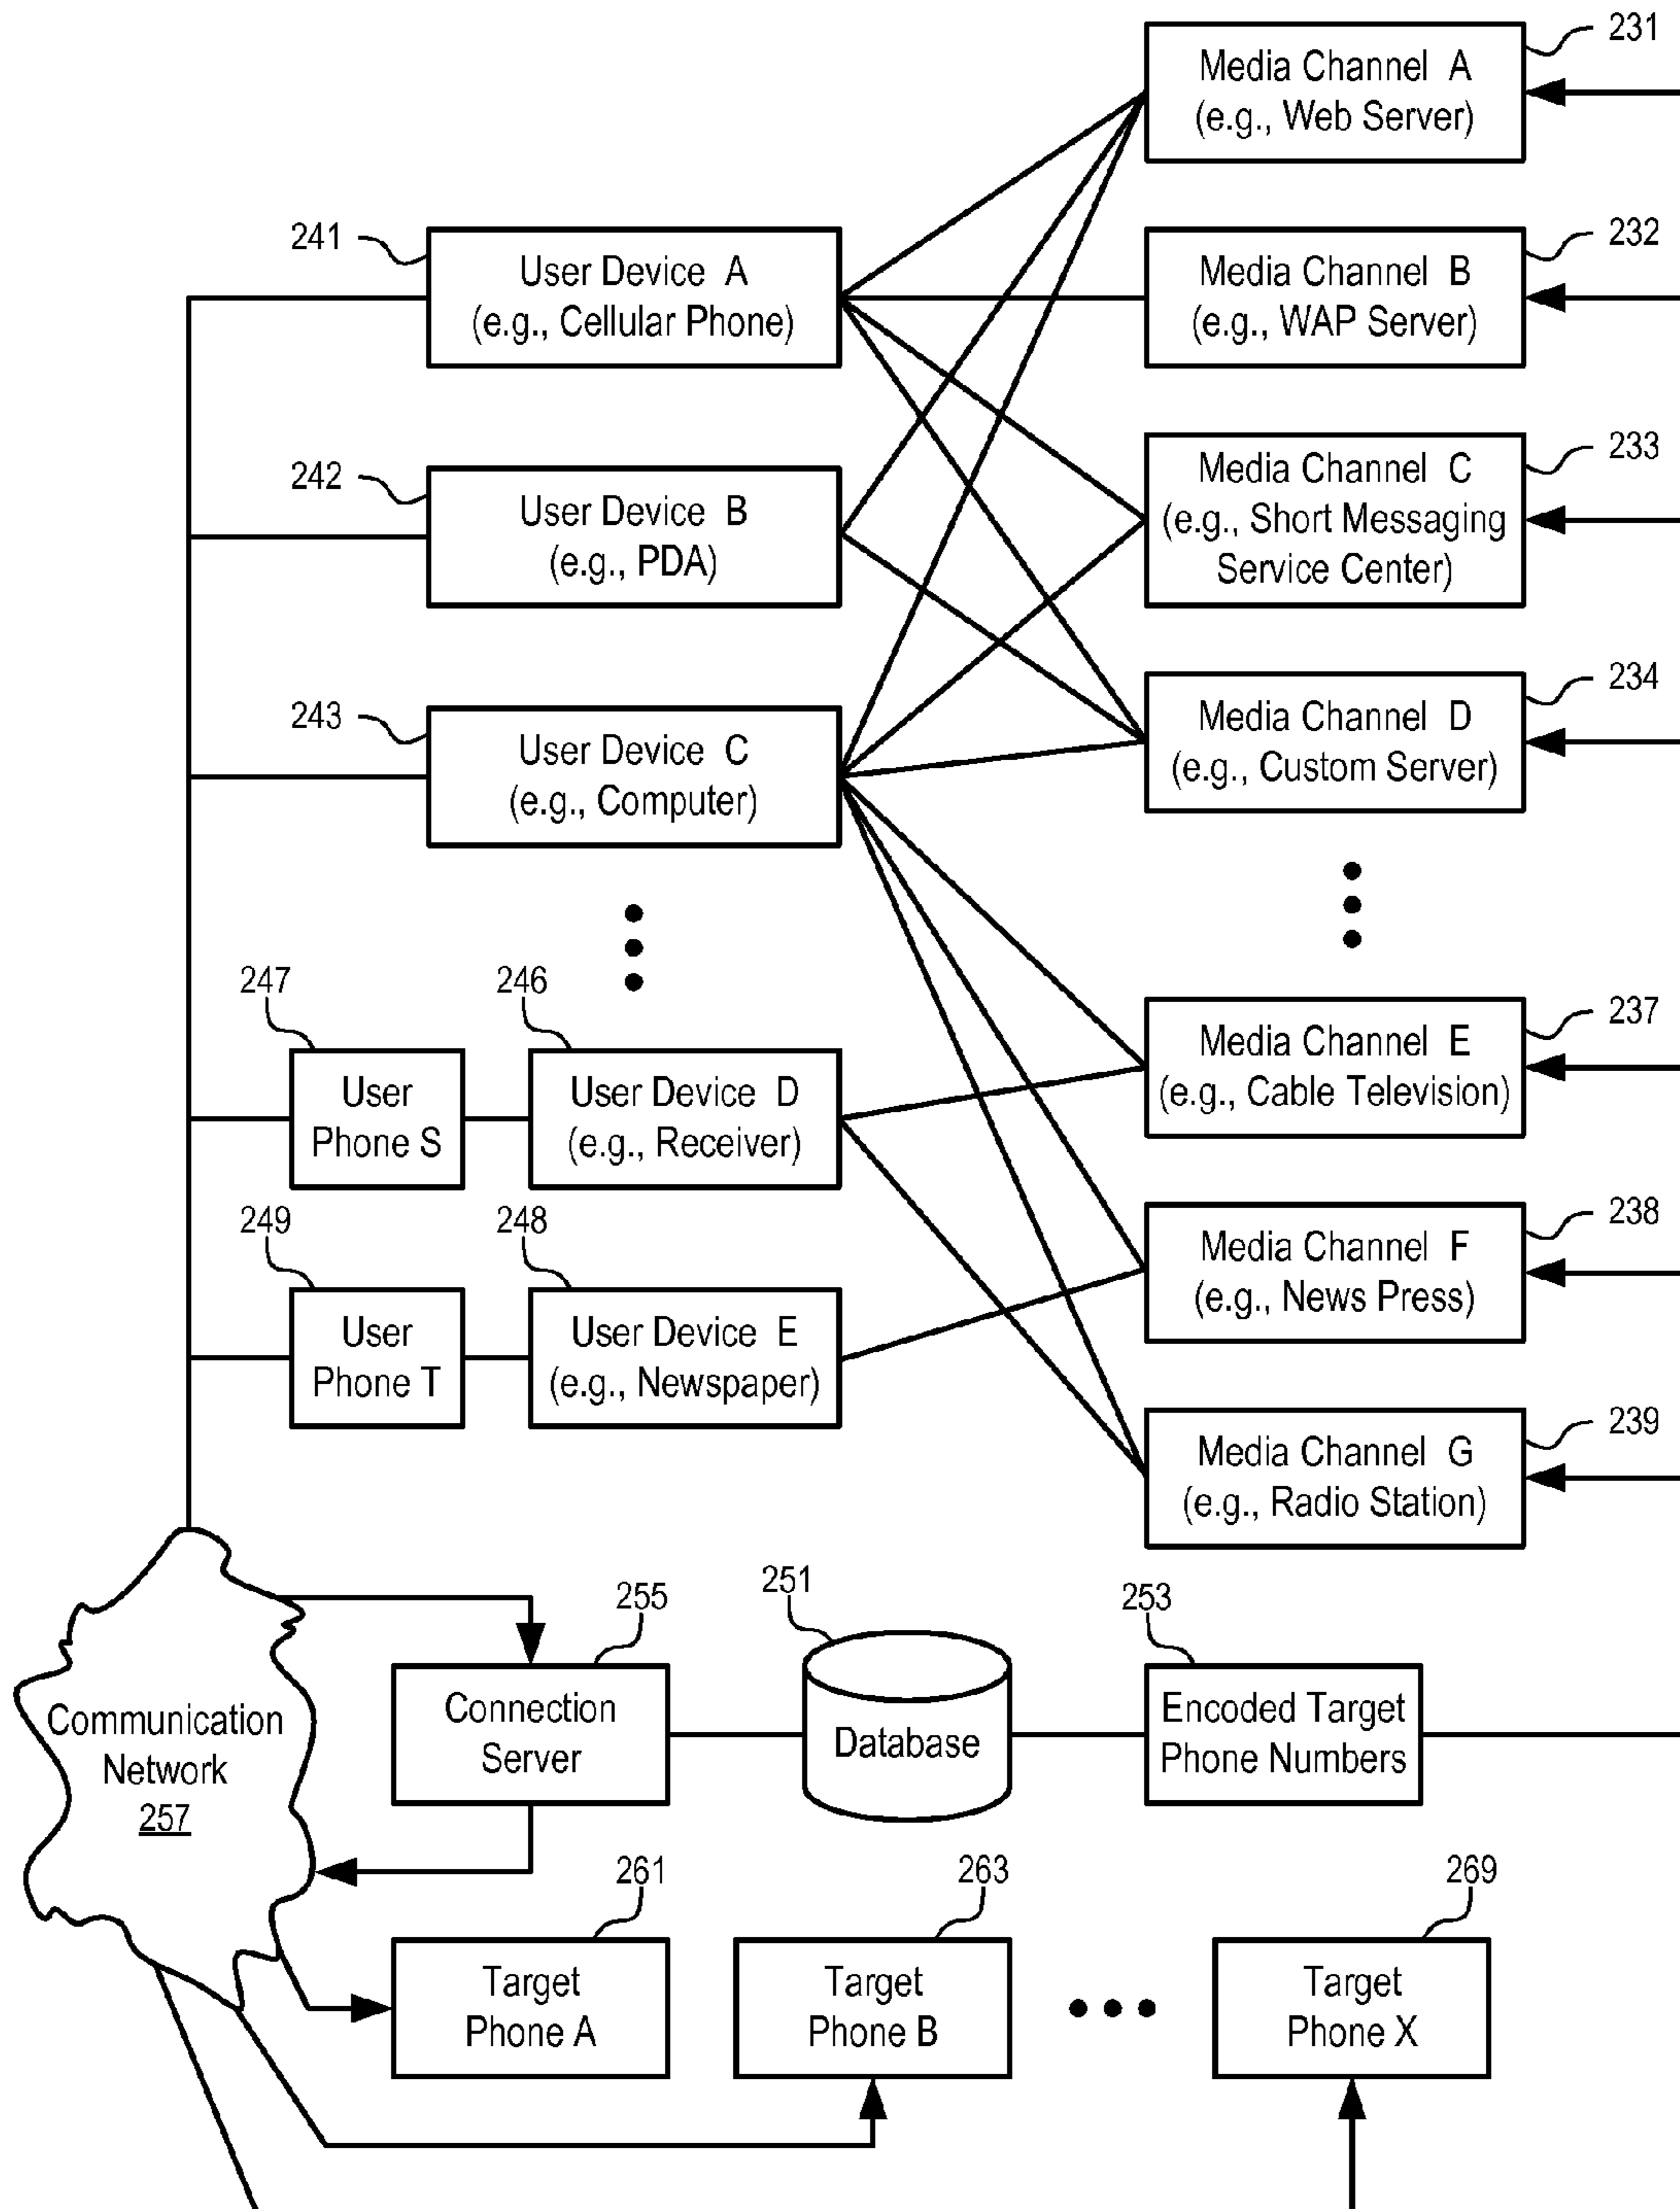 231
Media Channel A
(e.g., Web Server)
241
User Device A
(e.g., Cellular Phone)
232
Media Channel B
(e.g., WAP Server)
242
User Device B
(e.g., PDA)
233
Media Channel C
(e.g., Short Messaging
Service Center)
243
User Device C
(e.g., Computer)
234
Media Channel D
(e.g., Custom Server)
247
User
Phone S
246
User Device D
(e.g., Receiver)
237
Media Channel E
(e.g., Cable Television)
249
User
Phone T
248
User Device E
(e.g., Newspaper)
238
Media Channel F
(e.g., News Press)
239
Media Channel G
(e.g., Radio Station)
Communication
Network
257
255
Connection
Server
251
Database
253
Encoded Target
Phone Numbers
261
Target
Phone A
263
Target
Phone B
269
Target
Phone X